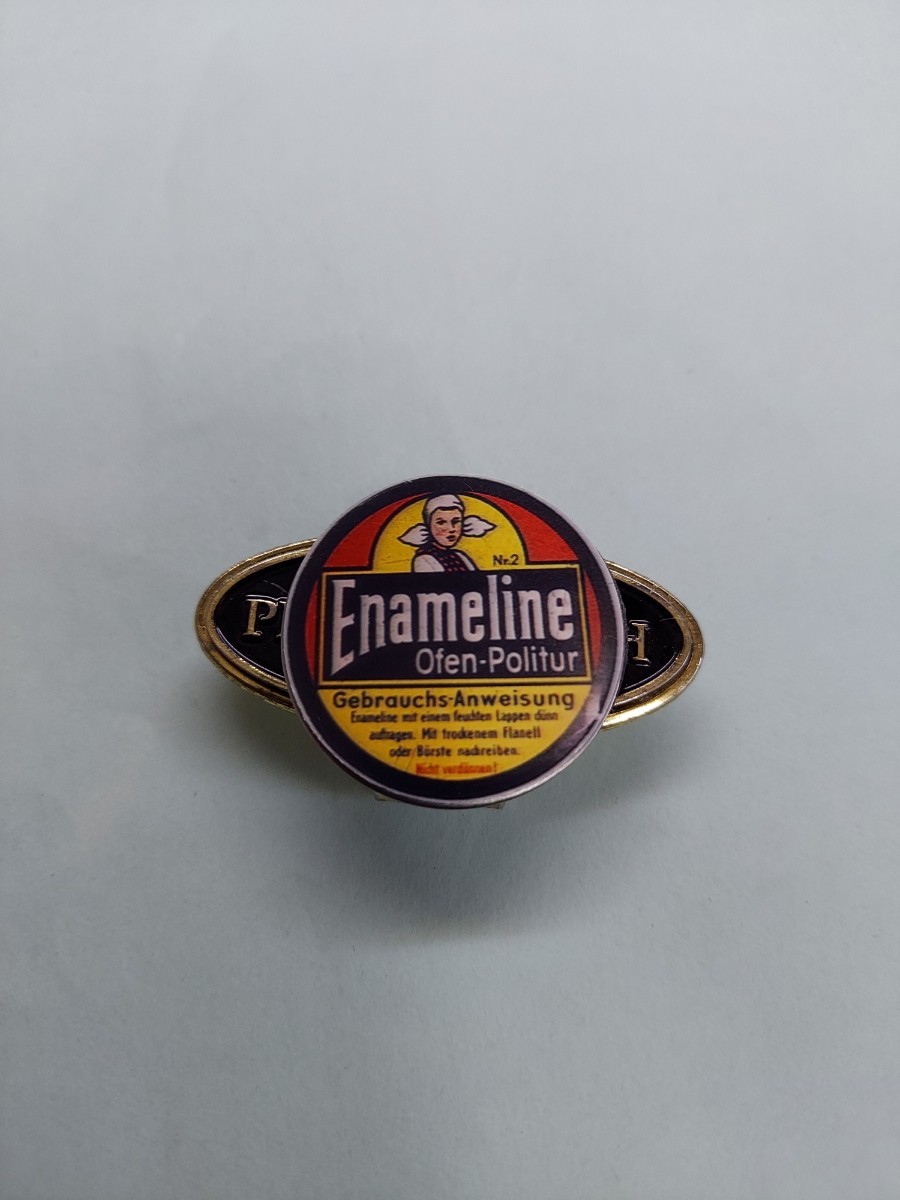 Nr.2
Enameline
Ofen-Politur
Gebrauchs-Anweisung
Enameline mit einem feuchten Lappen dünn
auftragen. Mit trockenem Flanell
oder Bürste nachreiben.
Nicht verdünnen!
P
H